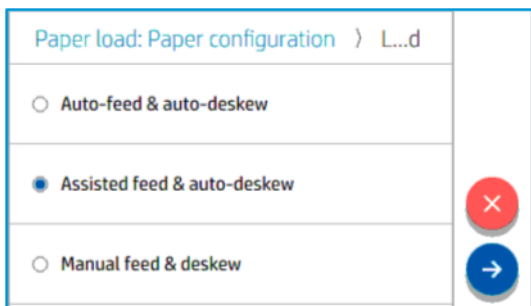 Paper load: Paper configuration 〉 L...d
Auto-feed & auto-deskew
Assisted feed & auto-deskew
Manual feed & deskew